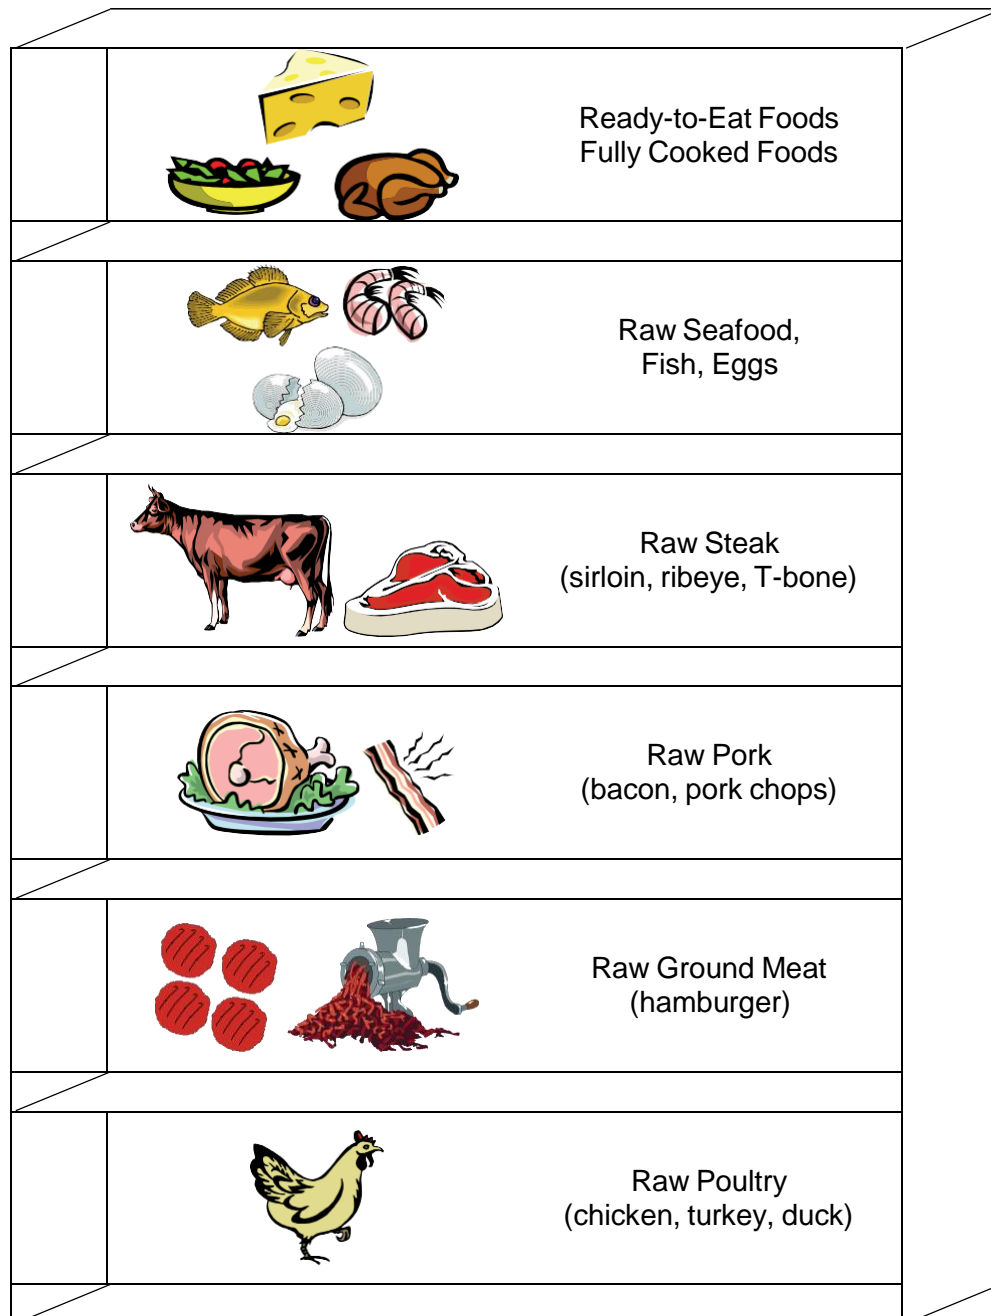 Ready-to-Eat Foods
Fully Cooked Foods
Raw Seafood,
Fish, Eggs
Raw Steak
(sirloin, ribeye, T-bone)
Raw Pork
(bacon, pork chops)
Raw Ground Meat
(hamburger)
Raw Poultry
(chicken, turkey, duck)